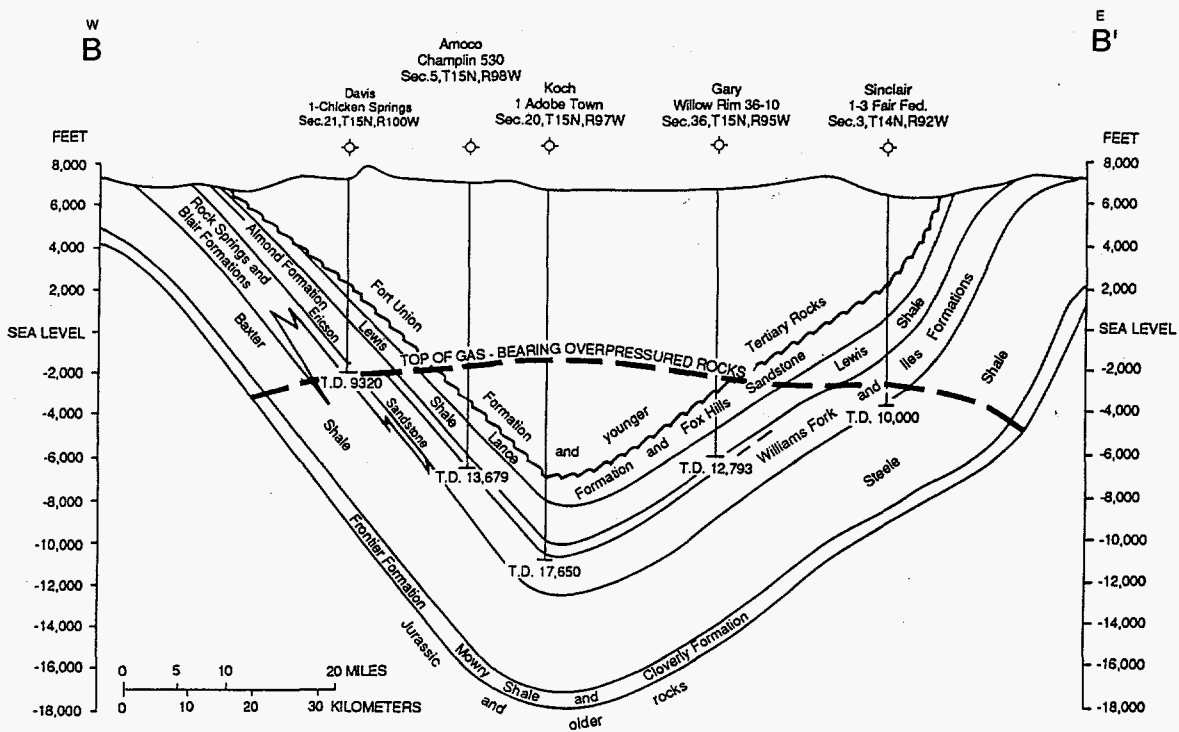 W
B
E
B'
Amoco
Champlin 530
Sec.5,T15N,R98W
Davis
1-Chicken Springs
Sec.21,T15N,R100W
Koch
1 Adobe Town
Sec.20,T15N,R97W
Gary
Willow Rim 36-10
Sec.36,T15N,R95W
Sinclair
1-3 Fair Fed.
Sec.3,T14N,R92W
FEET
8,000
6,000
4,000
2,000
SEA LEVEL
-2,000
-4,000
-6,000
-8,000
-10,000
-12,000
-14,000
-16,000
-18,000
FEET
8,000
6,000
4,000
2,000
SEA LEVEL
-2,000
-4,000
-6,000
-8,000
-10,000
-12,000
-14,000
-16,000
-18,000
Rock Springs and
Blair Formations
Almond Formation
Ericson
Sandstone
Lewis
Shale
Fort Union
Formation
Lance
Baxter
Shale
TOP OF GAS - BEARING OVERPRESSURED ROCKS
Tertiary Rocks
and younger
Formation and Fox Hills Sandstone
Lewis
Shale
Williams Fork and Iles Formations
Steele
Shale
T.D. 9320
T.D. 13,679
T.D. 17,650
T.D. 12,793
T.D. 10,000
Frontier Formation
Mowry Shale and Cloverly Formation
Jurassic and older rocks
0 5 10 20 MILES
0 10 20 30 KILOMETERS